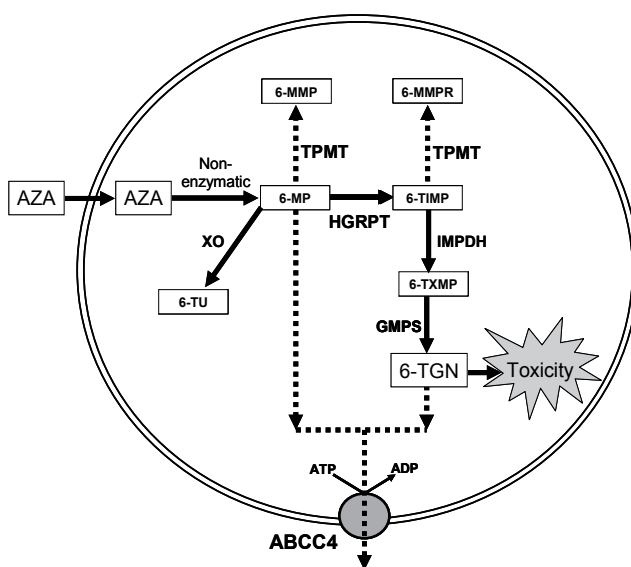 6-MMP
6-MMPR
TPMT
TPMT
Non-
enzymatic
AZA
AZA
6-MP
6-TIMP
HGRPT
XO
IMPDH
6-TU
6-TXMP
GMPS
6-TGN
Toxicity
ATP
ADP
ABCC4